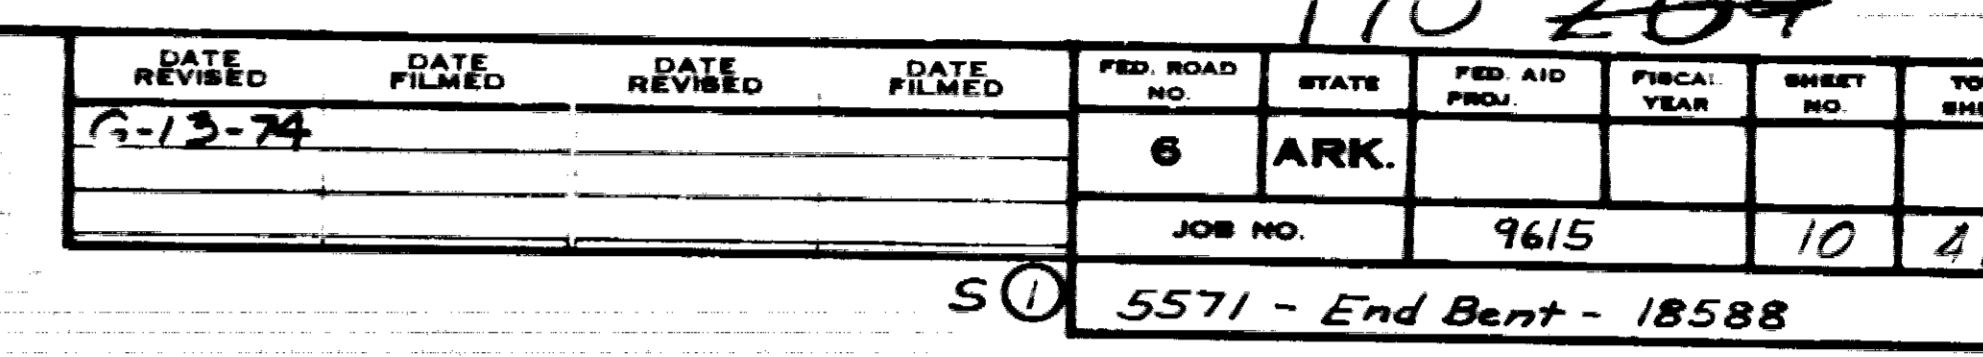 DATE REVISED DATE FILMED DATE REVISED DATE FILMED FED. ROAD NO. STATE FED. AID PROJ. FISCAL YEAR SHEET NO.
6-13-74 6 ARK.
JOB NO. 9615 10
S 1 5571 - End Bent - 18588